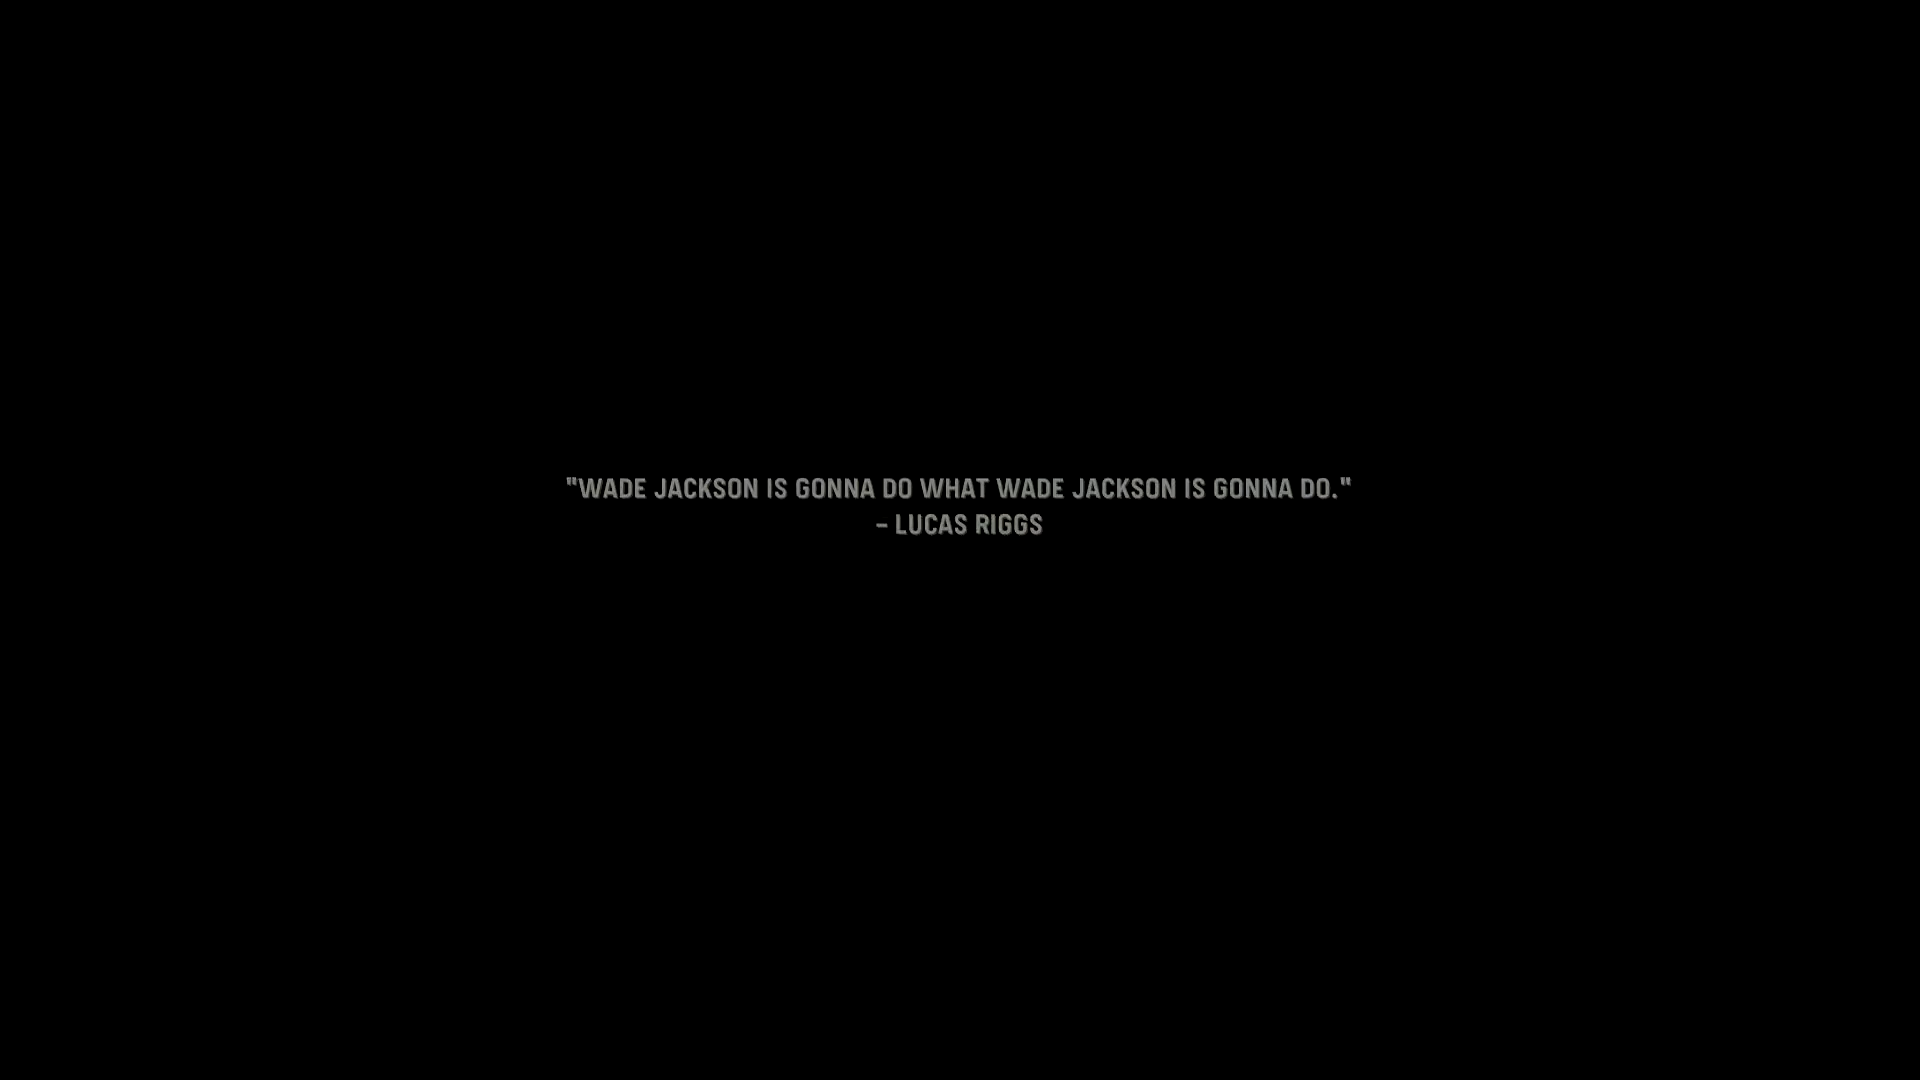 "WADE JACKSON IS GONNA DO WHAT WADE JACKSON IS GONNA DO."
– LUCAS RIGGS